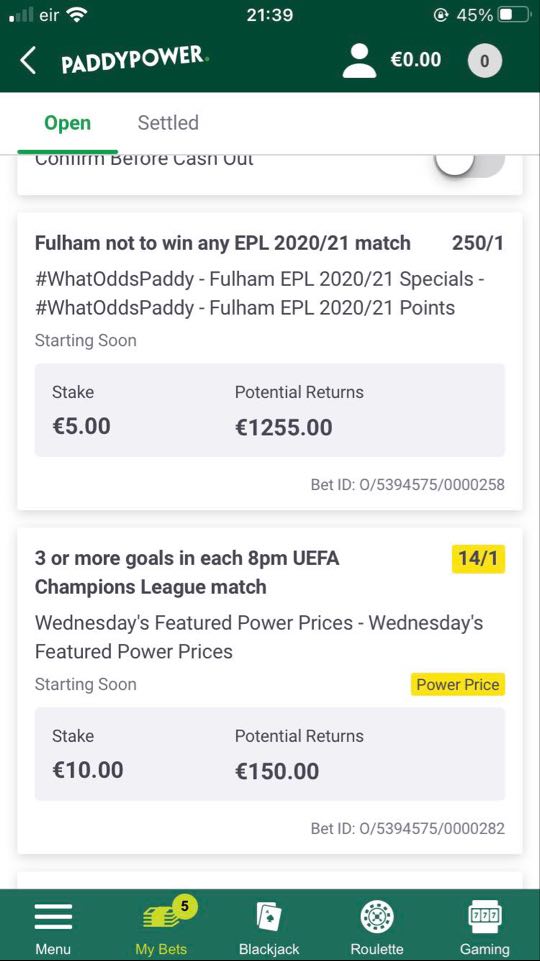 eir 21:39 45%
PADDYPOWER. €0.00 0
Open Settled
Confirm Before Cash Out
Fulham not to win any EPL 2020/21 match 250/1
#WhatOddsPaddy - Fulham EPL 2020/21 Specials -
#WhatOddsPaddy - Fulham EPL 2020/21 Points
Starting Soon
Stake Potential Returns
€5.00 €1255.00
Bet ID: O/5394575/0000258
3 or more goals in each 8pm UEFA 14/1
Champions League match
Wednesday's Featured Power Prices - Wednesday's
Featured Power Prices
Starting Soon Power Price
Stake Potential Returns
€10.00 €150.00
Bet ID: O/5394575/0000282
5
777
Menu My Bets Blackjack Roulette Gaming